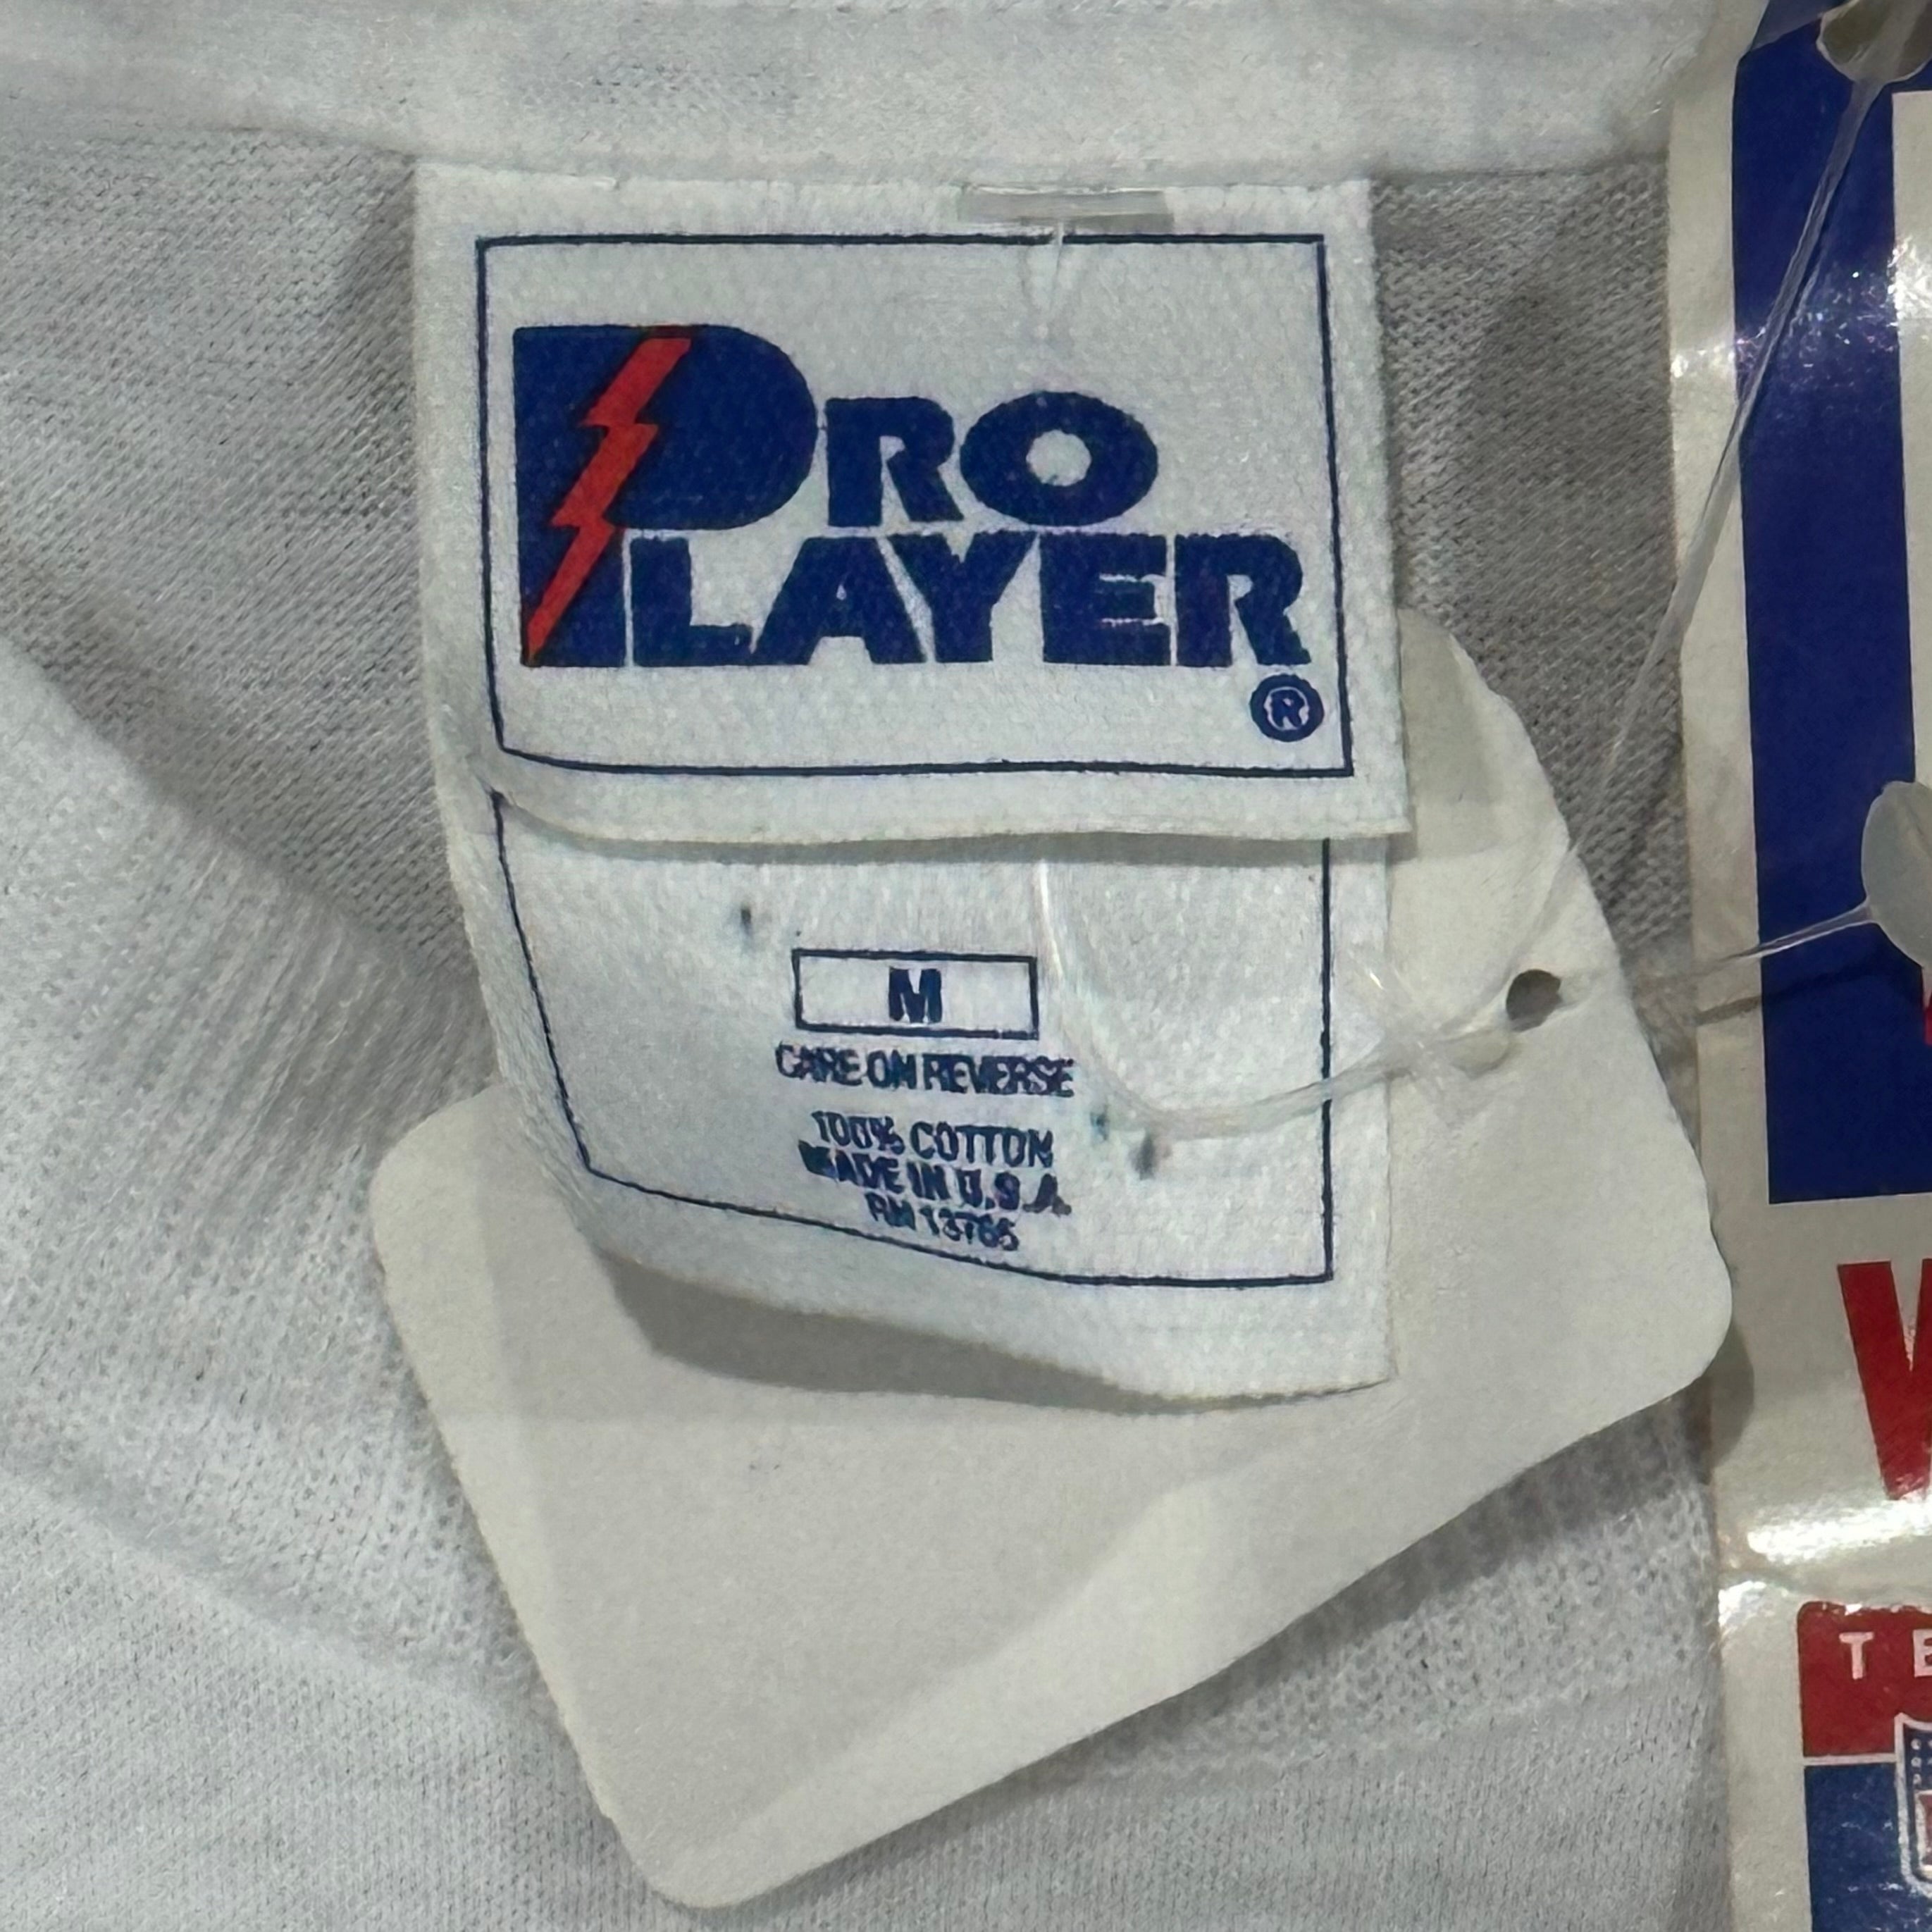 PRO
PLAYER
®
M
CARE ON REVERSE
100% COTTON
MADE IN U.S.A.
RN 13765
W
T E